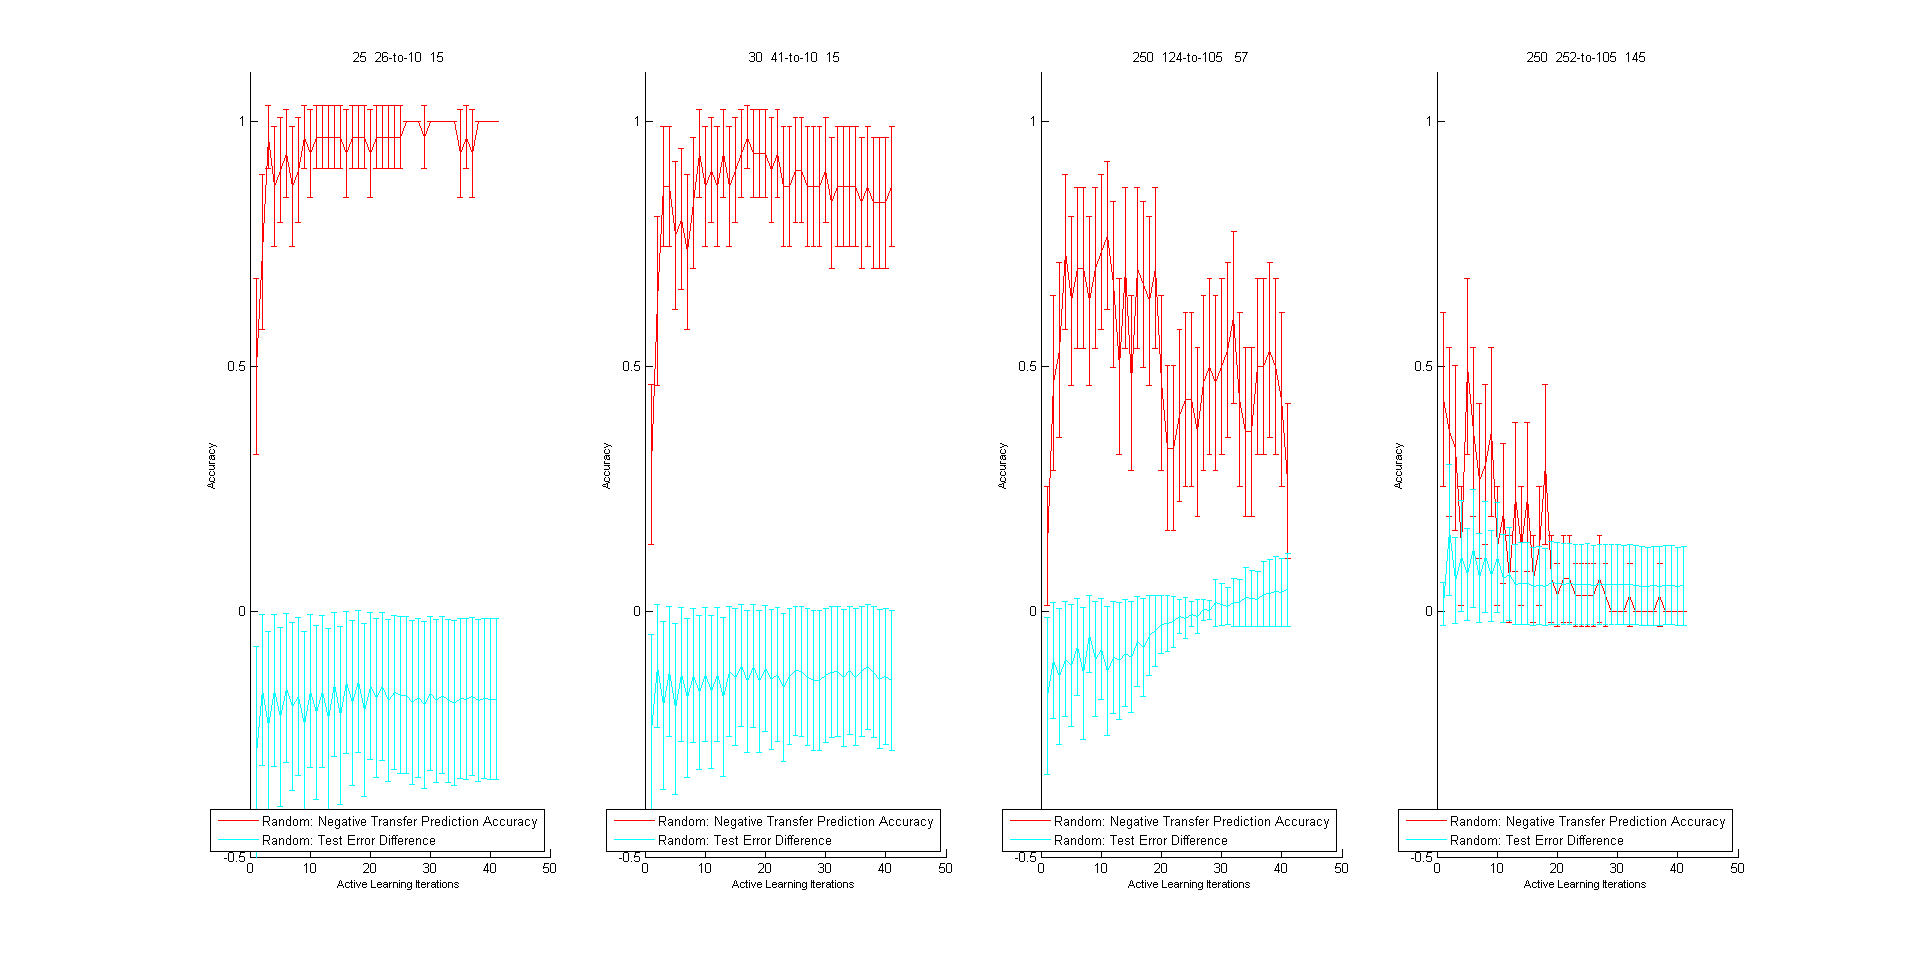 25 26-to-10 15
1
0.5
0
-0.5
Accuracy
Random: Negative Transfer Prediction Accuracy
Random: Test Error Difference
0 10 20 30 40 50
Active Learning Iterations
30 41-to-10 15
1
0.5
0
-0.5
Accuracy
Random: Negative Transfer Prediction Accuracy
Random: Test Error Difference
0 10 20 30 40 50
Active Learning Iterations
250 124-to-105 57
1
0.5
0
-0.5
Accuracy
Random: Negative Transfer Prediction Accuracy
Random: Test Error Difference
0 10 20 30 40 50
Active Learning Iterations
250 252-to-105 145
1
0.5
0
-0.5
Accuracy
Random: Negative Transfer Prediction Accuracy
Random: Test Error Difference
0 10 20 30 40 50
Active Learning Iterations